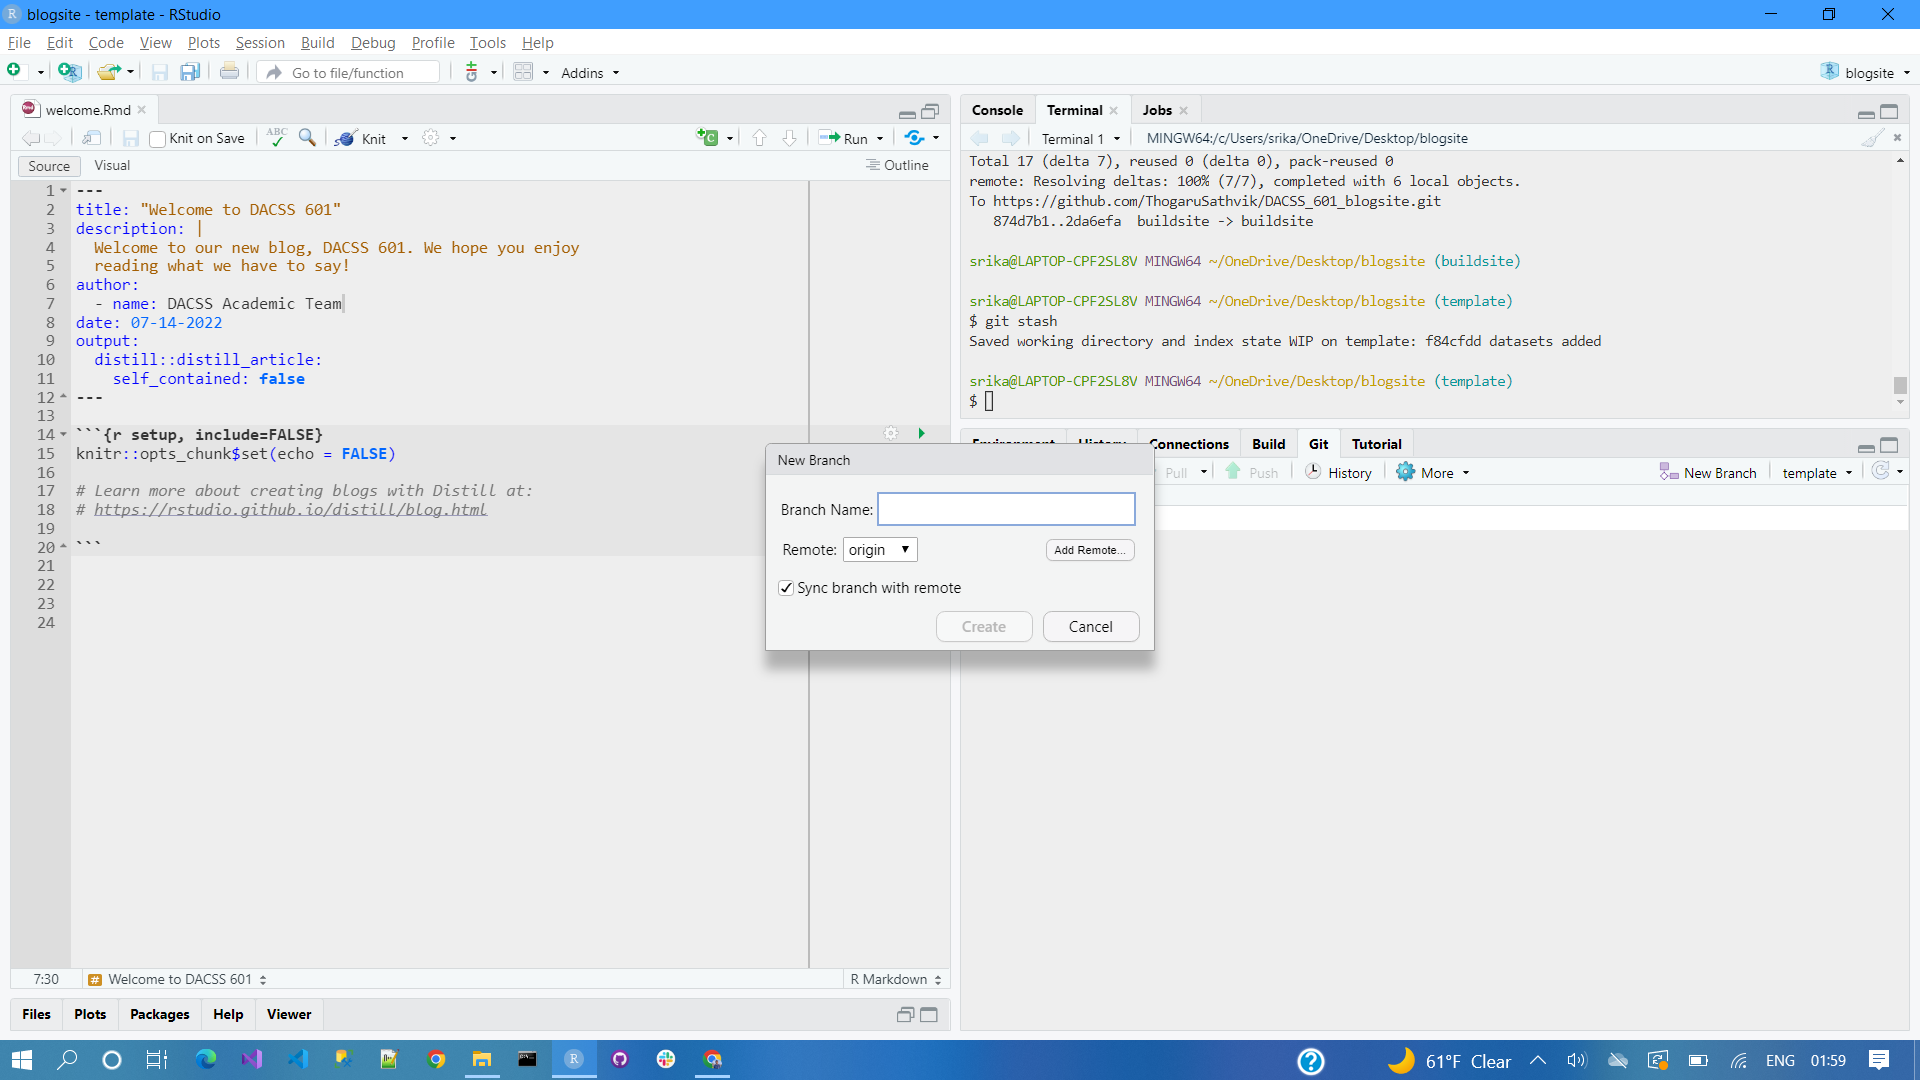 blogsite - template - RStudio
File Edit Code View Plots Session Build Debug Profile Tools Help
Go to file/function Addins blogsite
welcome.Rmd
Knit on Save ABC Knit Run
Source Visual Outline
1 ---
2 title: "Welcome to DACSS 601"
3 description: |
4 Welcome to our new blog, DACSS 601. We hope you enjoy
5 reading what we have to say!
6 author:
7 - name: DACSS Academic Team
8 date: 07-14-2022
9 output:
10 distill::distill_article:
11 self_contained: false
12 ---
13
14 ```{r setup, include=FALSE}
15 knitr::opts_chunk$set(echo = FALSE)
16
17 # Learn more about creating blogs with Distill at:
18 # https://rstudio.github.io/distill/blog.html
19
20 ```
21
22
23
24
7:30 # Welcome to DACSS 601 R Markdown
Files Plots Packages Help Viewer
Console Terminal Jobs
Terminal 1 MINGW64:/c/Users/srika/OneDrive/Desktop/blogsite
Total 17 (delta 7), reused 0 (delta 0), pack-reused 0
remote: Resolving deltas: 100% (7/7), completed with 6 local objects.
To https://github.com/ThogaruSathvik/DACSS_601_blogsite.git
874d7b1..2da6efa buildsite -> buildsite
srika@LAPTOP-CPF2SL8V MINGW64 ~/OneDrive/Desktop/blogsite (buildsite)
srika@LAPTOP-CPF2SL8V MINGW64 ~/OneDrive/Desktop/blogsite (template)
$ git stash
Saved working directory and index state WIP on template: f84cfdd datasets added
srika@LAPTOP-CPF2SL8V MINGW64 ~/OneDrive/Desktop/blogsite (template)
$
Environment History Connections Build Git Tutorial
Pull Push History More New Branch template
New Branch
Branch Name:
Remote: origin Add Remote...
Sync branch with remote
Create Cancel
61°F Clear ENG 01:59